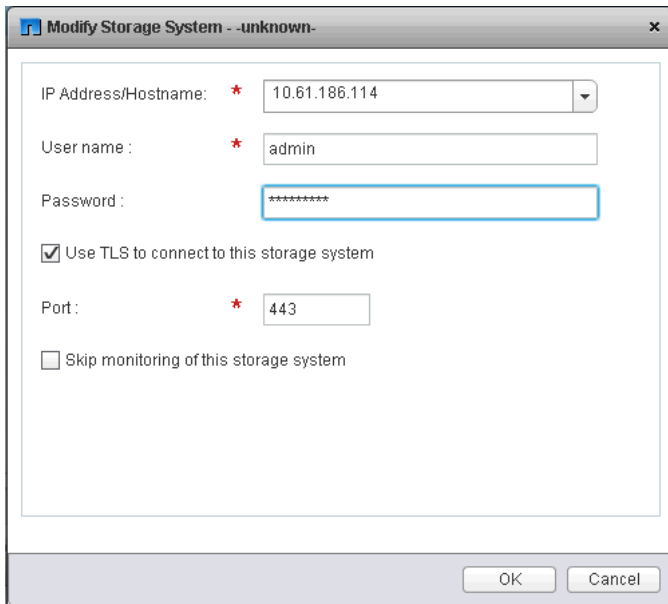 Modify Storage System - -unknown- ×
IP Address/Hostname: * 10.61.186.114
User name : * admin
Password : *********
Use TLS to connect to this storage system
Port : * 443
Skip monitoring of this storage system
OK Cancel